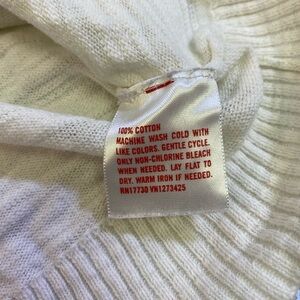 100% COTTON
MACHINE WASH COLD WITH
LIKE COLORS. GENTLE CYCLE.
ONLY NON-CHLORINE BLEACH
WHEN NEEDED. LAY FLAT TO
DRY. WARM IRON IF NEEDED.
RN17730 VN1273425